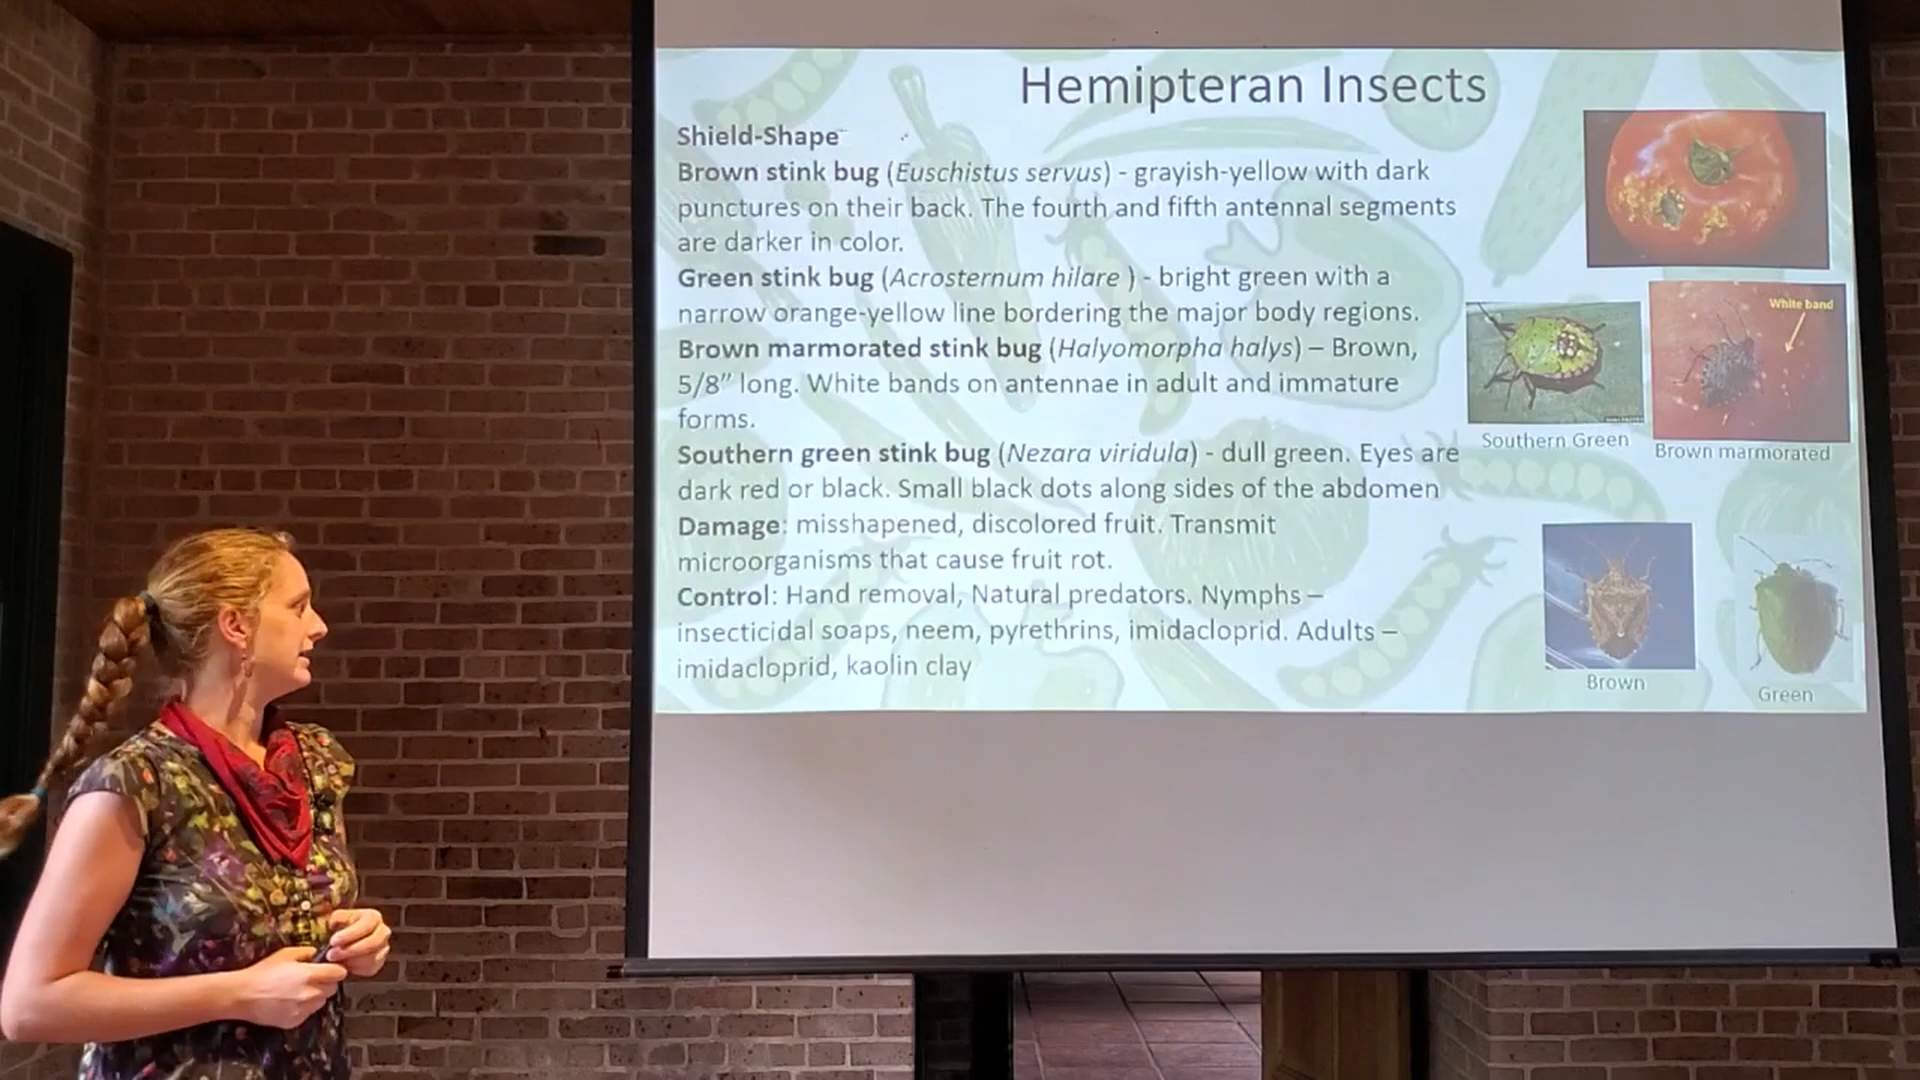 Hemipteran Insects
Shield-Shape
Brown stink bug (Euschistus servus) - grayish-yellow with dark
punctures on their back. The fourth and fifth antennal segments
are darker in color.
Green stink bug (Acrosternum hilare ) - bright green with a
narrow orange-yellow line bordering the major body regions.
Brown marmorated stink bug (Halyomorpha halys) – Brown,
5/8” long. White bands on antennae in adult and immature
forms.
Southern green stink bug (Nezara viridula) - dull green. Eyes are
dark red or black. Small black dots along sides of the abdomen
Damage: misshapened, discolored fruit. Transmit
microorganisms that cause fruit rot.
Control: Hand removal, Natural predators. Nymphs –
insecticidal soaps, neem, pyrethrins, imidacloprid. Adults –
imidacloprid, kaolin clay
White band
Southern Green
Brown marmorated
Brown
Green